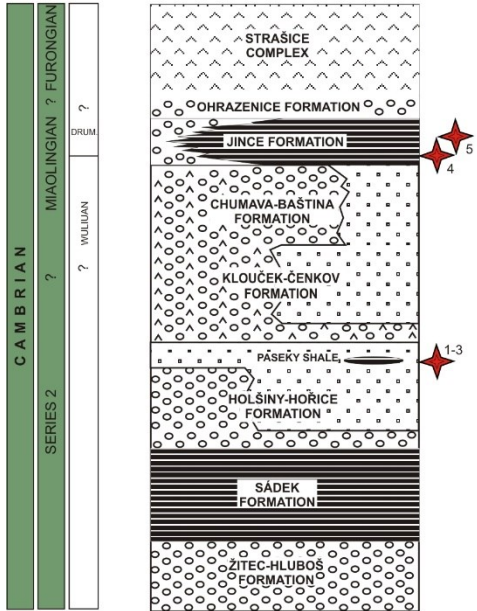 CAMBRIAN
SERIES 2
?
MIAOLINGIAN
?
FURONGIAN
?
WULIUAN
DRUM.
?
STRAŠICE
COMPLEX
OHRAZENICE FORMATION
JINCE FORMATION
5
4
CHUMAVA-BAŠTINA
FORMATION
KLOUČEK-ČENKOV
FORMATION
PASEKY SHALE
1-3
HOLŠINY-HOŘICE
FORMATION
SÁDEK
FORMATION
ŽITEC-HLUBOŠ
FORMATION